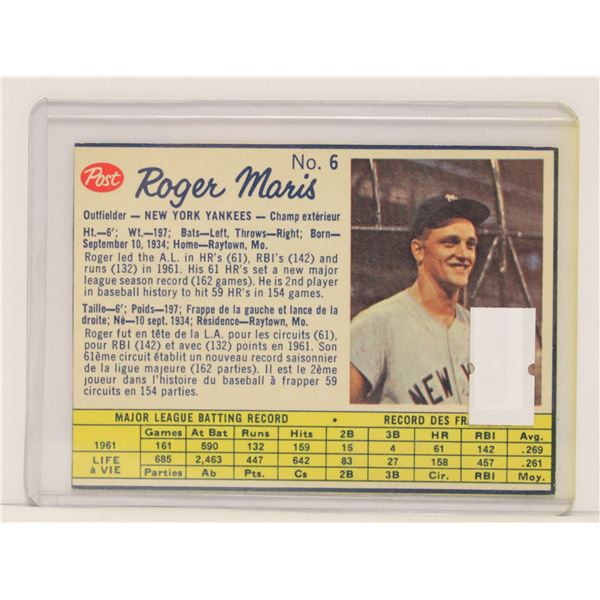 Post
Roger Maris
No. 6
Outfielder — NEW YORK YANKEES — Champ extérieur
Ht.—6'; Wt.—197; Bats—Left, Throws—Right; Born—
September 10, 1934; Home—Raytown, Mo.
Roger led the A.L. in HR's (61), RBI's (142) and
runs (132) in 1961. His 61 HR's set a new major
league season record (162 games). He is 2nd player
in baseball history to hit 59 HR's in 154 games.
Taille—6'; Poids—197; Frappe de la gauche et lance de la
droite; Né—10 sept. 1934; Résidence—Raytown, Mo.
Roger fut en tête de la L.A. pour les circuits (61),
pour RBI (142) et avec (132) points en 1961. Son
61ème circuit établit un nouveau record saisonnier
de la ligue majeure (162 parties). Il est le 2ème
joueur dans l'histoire du baseball à frapper 59
circuits en 154 parties.
NEW
MAJOR LEAGUE BATTING RECORD • RECORD DES
Games At Bat Runs Hits 2B 3B HR RBI Avg.
1961 161 590 132 159 16 4 61 142 .269
LIFE 685 2,463 447 642 83 27 158 457 .261
à VIE Parties Ab Pts. Cs 2B 3B Cir. RBI Moy.